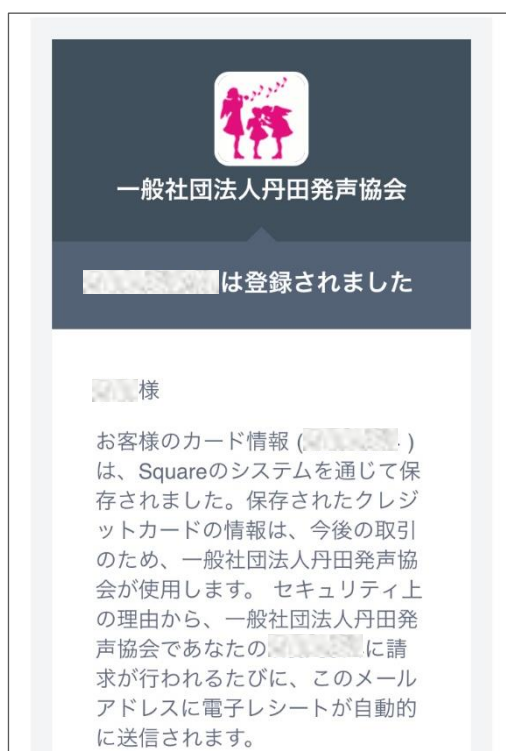 一般社団法人丹田発声協会
は登録されました
様
お客様のカード情報 ( )
は、Squareのシステムを通じて保
存されました。保存されたクレジ
ットカードの情報は、今後の取引
のため、一般社団法人丹田発声協
会が使用します。 セキュリティ上
の理由から、一般社団法人丹田発
声協会であなたの に請
求が行われるたびに、このメール
アドレスに電子レシートが自動的
に送信されます。